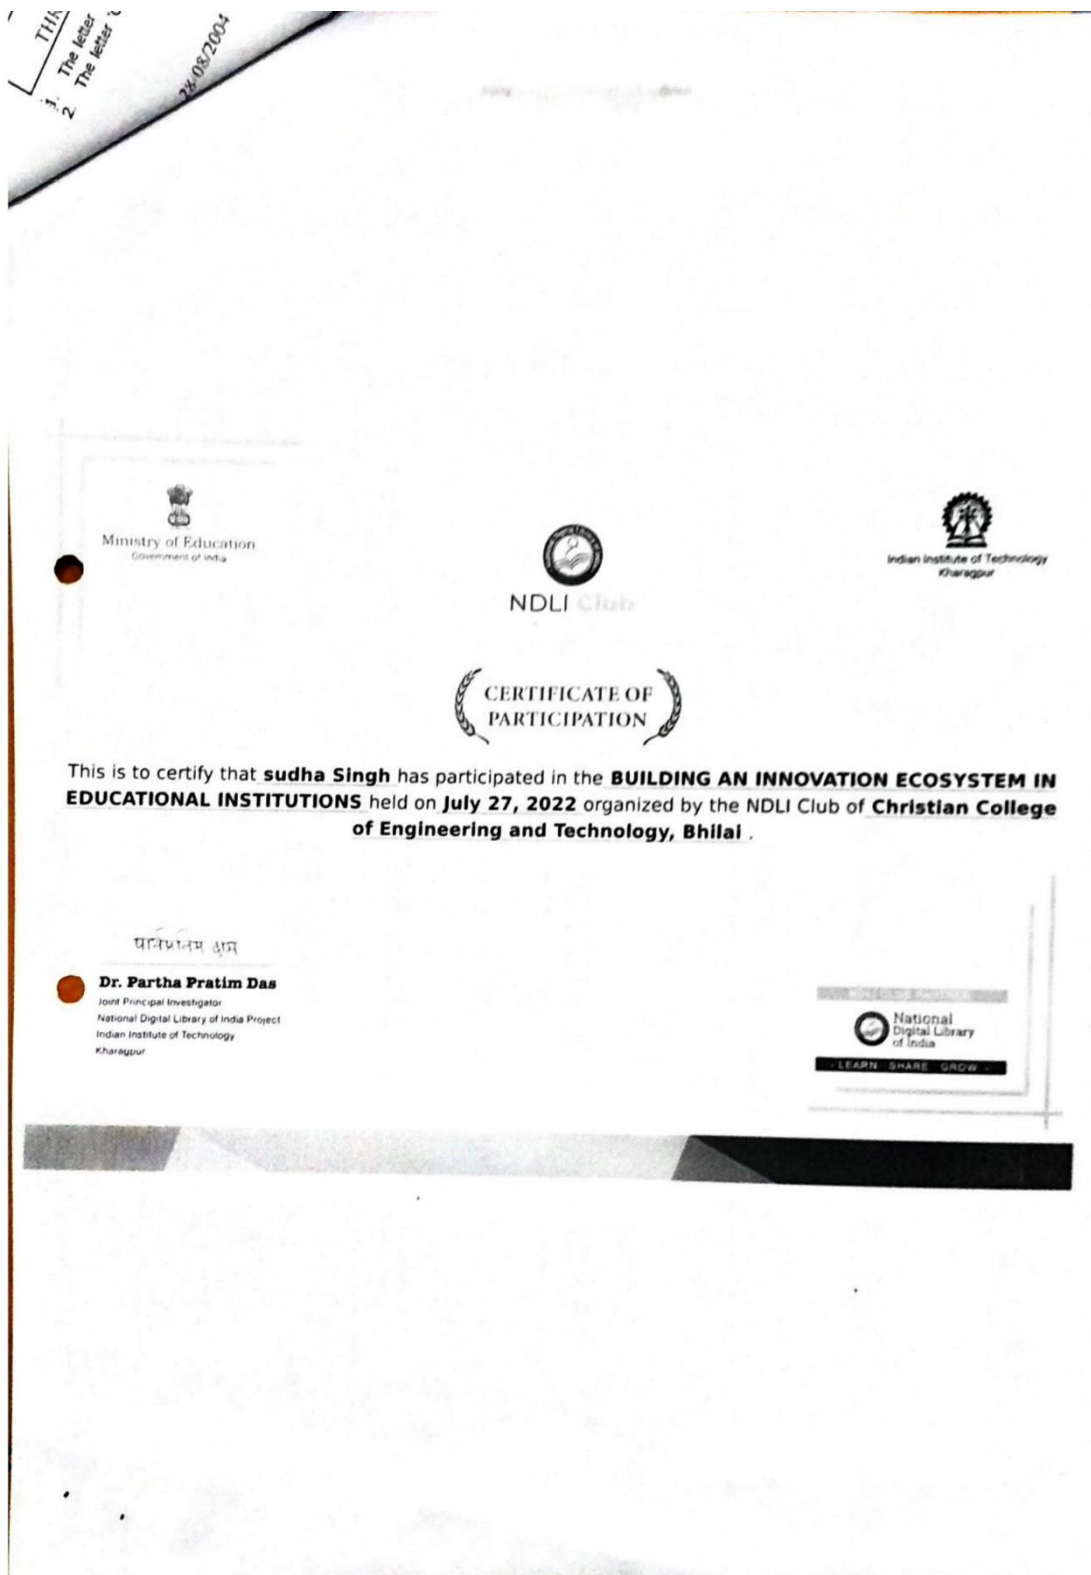 THR
1. The letter
2. The letter
28-08/2004
Ministry of Education
Government of India
NDLI Club
Indian Institute of Technology
Kharagpur
CERTIFICATE OF
PARTICIPATION
This is to certify that sudha Singh has participated in the BUILDING AN INNOVATION ECOSYSTEM IN
EDUCATIONAL INSTITUTIONS held on July 27, 2022 organized by the NDLI Club of Christian College
of Engineering and Technology, Bhilai .
Dr. Partha Pratim Das
Joint Principal Investigator
National Digital Library of India Project
Indian Institute of Technology
Kharagpur
National
Digital Library
of India
- LEARN SHARE GROW -